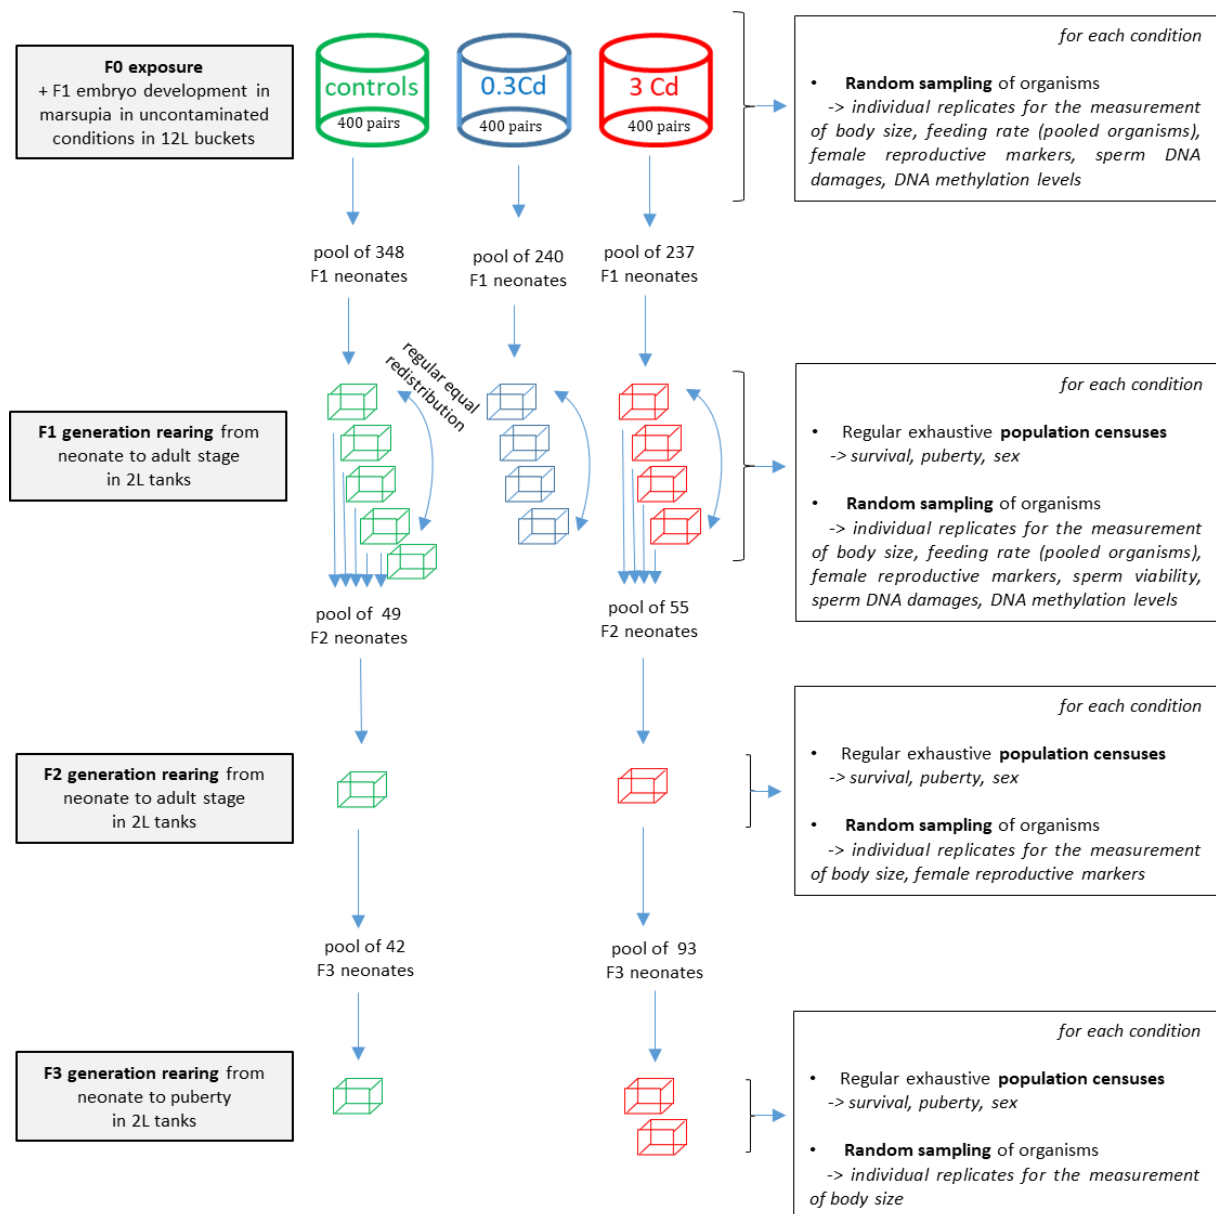 F0 exposure
+ F1 embryo development in
marsupia in uncontaminated
conditions in 12L buckets
controls
400 pairs
0.3Cd
400 pairs
3 Cd
400 pairs
for each condition
• Random sampling of organisms
-> individual replicates for the measurement
of body size, feeding rate (pooled organisms),
female reproductive markers, sperm DNA
damages, DNA methylation levels
pool of 348
F1 neonates
pool of 240
F1 neonates
pool of 237
F1 neonates
F1 generation rearing from
neonate to adult stage
in 2L tanks
regular equal
redistribution
for each condition
• Regular exhaustive population censuses
-> survival, puberty, sex
• Random sampling of organisms
-> individual replicates for the measurement
of body size, feeding rate (pooled organisms),
female reproductive markers, sperm viability,
sperm DNA damages, DNA methylation levels
pool of 49
F2 neonates
pool of 55
F2 neonates
F2 generation rearing from
neonate to adult stage
in 2L tanks
for each condition
• Regular exhaustive population censuses
-> survival, puberty, sex
• Random sampling of organisms
-> individual replicates for the measurement
of body size, female reproductive markers
pool of 42
F3 neonates
pool of 93
F3 neonates
F3 generation rearing from
neonate to puberty
in 2L tanks
for each condition
• Regular exhaustive population censuses
-> survival, puberty, sex
• Random sampling of organisms
-> individual replicates for the measurement
of body size